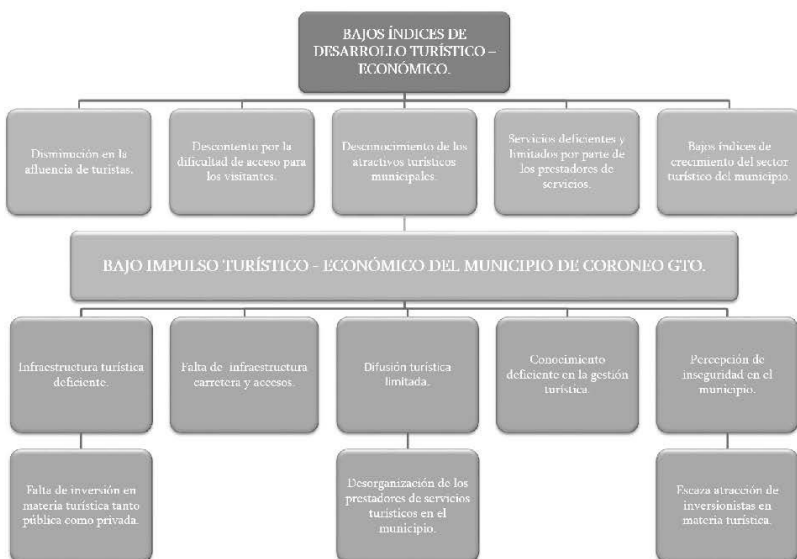 BAJOS ÍNDICES DE
DESARROLLO TURÍSTICO –
ECONÓMICO.
Disminución en la
afluencia de turistas.
Descontento por la
dificultad de acceso para
los visitantes.
Desconocimiento de los
atractivos turísticos
municipales.
Servicios deficientes y
limitados por parte de
los prestadores de
servicios.
Bajos índices de
crecimiento del sector
turístico del municipio.
BAJO IMPULSO TURÍSTICO - ECONÓMICO DEL MUNICIPIO DE CORONEO GTO.
Infraestructura turística
deficiente.
Falta de infraestructura
carretera y accesos.
Difusión turística
limitada.
Conocimiento
deficiente en la gestión
turística.
Percepción de
inseguridad en el
municipio.
Falta de inversión en
materia turística tanto
pública como privada.
Desorganización de los
prestadores de servicios
turísticos en el
municipio.
Escaza atracción de
inversionistas en
materia turística.